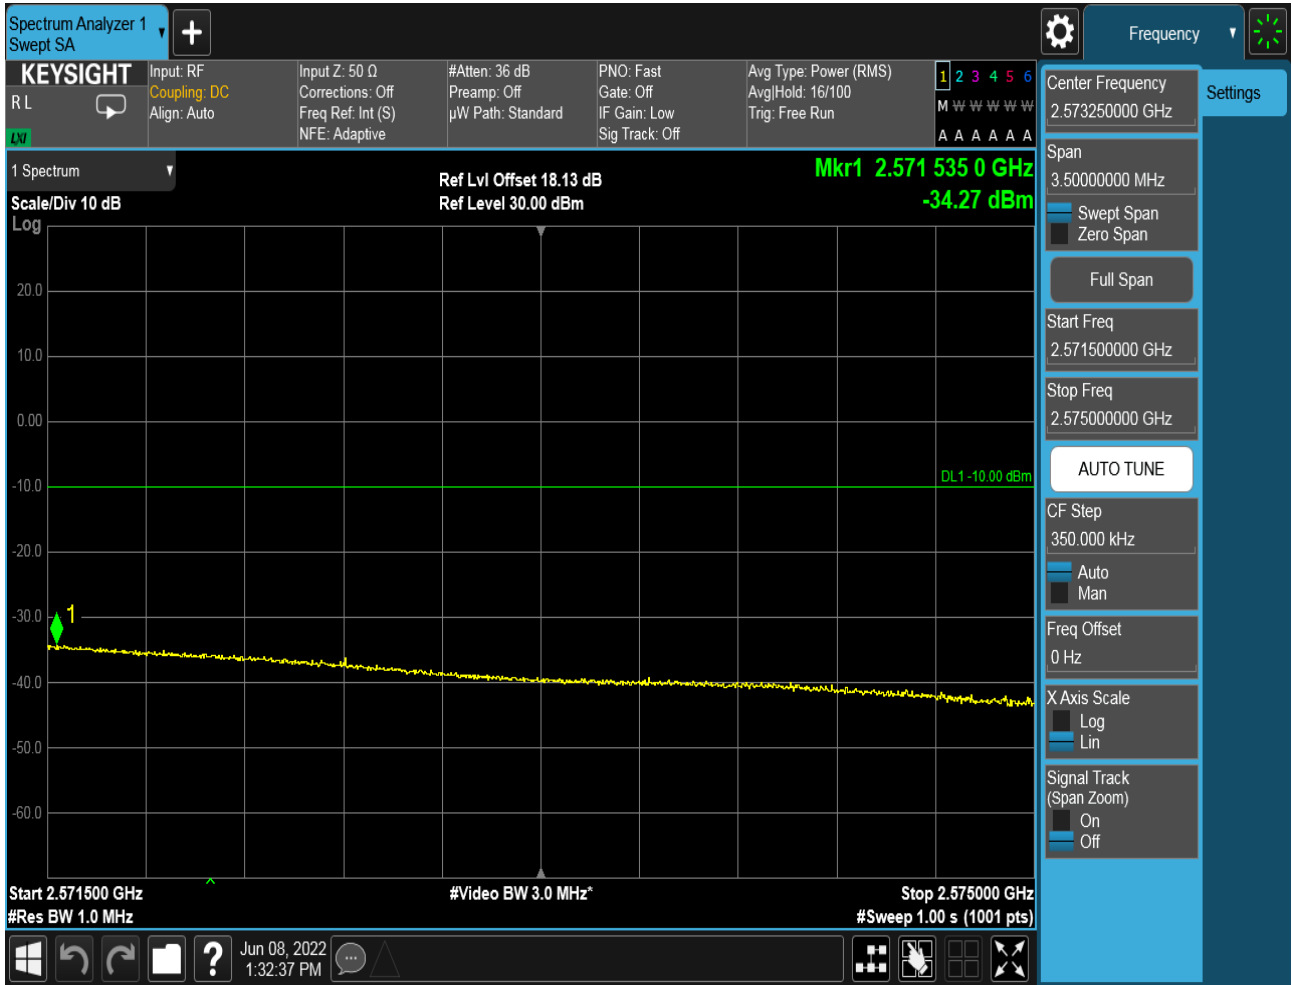 Spectrum Analyzer 1
Swept SA
+
Frequency
KEYSIGHT
R L
LXI
Input: RF
Coupling: DC
Align: Auto
Input Z: 50 Ω
Corrections: Off
Freq Ref: Int (S)
NFE: Adaptive
#Atten: 36 dB
Preamp: Off
µW Path: Standard
PNO: Fast
Gate: Off
IF Gain: Low
Sig Track: Off
Avg Type: Power (RMS)
Avg|Hold: 16/100
Trig: Free Run
1 2 3 4 5 6
M W W W W W
A A A A A A
1 Spectrum
Scale/Div 10 dB
Log
Ref Lvl Offset 18.13 dB
Ref Level 30.00 dBm
Mkr1 2.571 535 0 GHz
-34.27 dBm
20.0
10.0
0.00
-10.0
-20.0
-30.0
-40.0
-50.0
-60.0
DL1 -10.00 dBm
1
Start 2.571500 GHz
#Res BW 1.0 MHz
#Video BW 3.0 MHz*
Stop 2.575000 GHz
#Sweep 1.00 s (1001 pts)
Center Frequency
2.573250000 GHz
Span
3.50000000 MHz
Swept Span
Zero Span
Full Span
Start Freq
2.571500000 GHz
Stop Freq
2.575000000 GHz
AUTO TUNE
CF Step
350.000 kHz
Auto
Man
Freq Offset
0 Hz
X Axis Scale
Log
Lin
Signal Track
(Span Zoom)
On
Off
Settings
?
Jun 08, 2022
1:32:37 PM